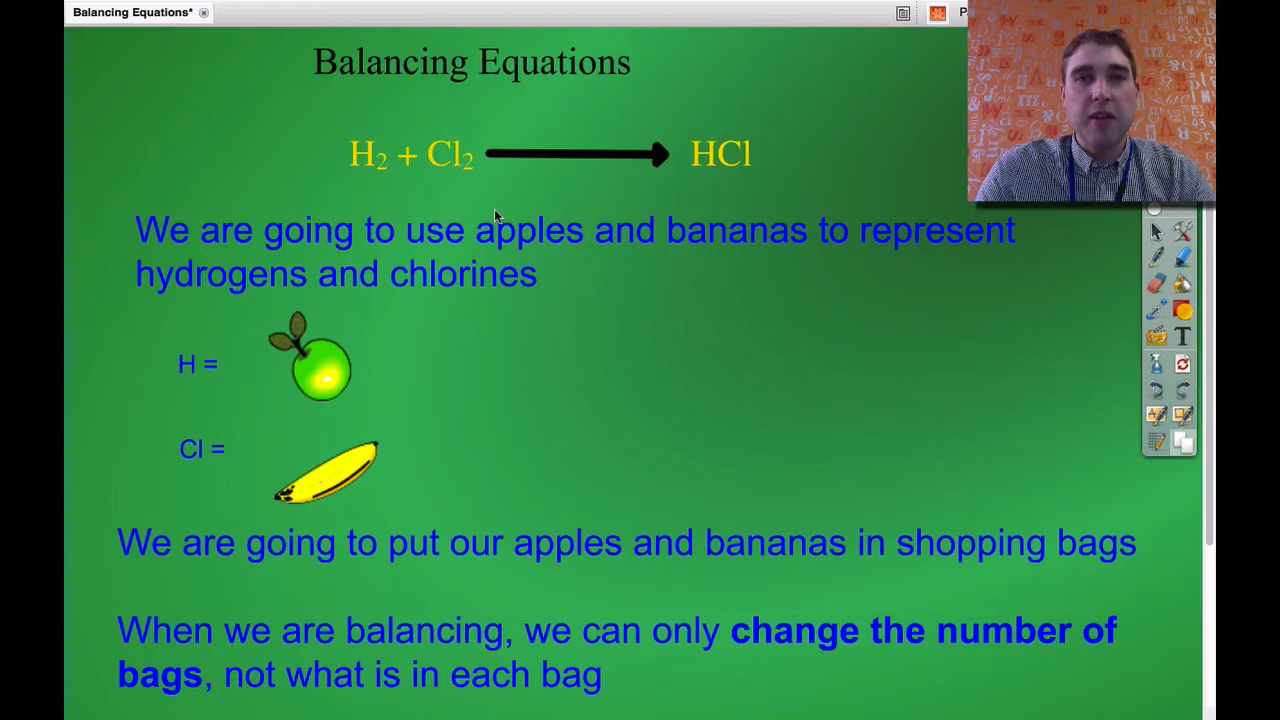 Balancing Equations*
Balancing Equations
H₂ + Cl₂ HCl
We are going to use apples and bananas to represent
hydrogens and chlorines
H =
Cl =
We are going to put our apples and bananas in shopping bags
When we are balancing, we can only change the number of
bags, not what is in each bag